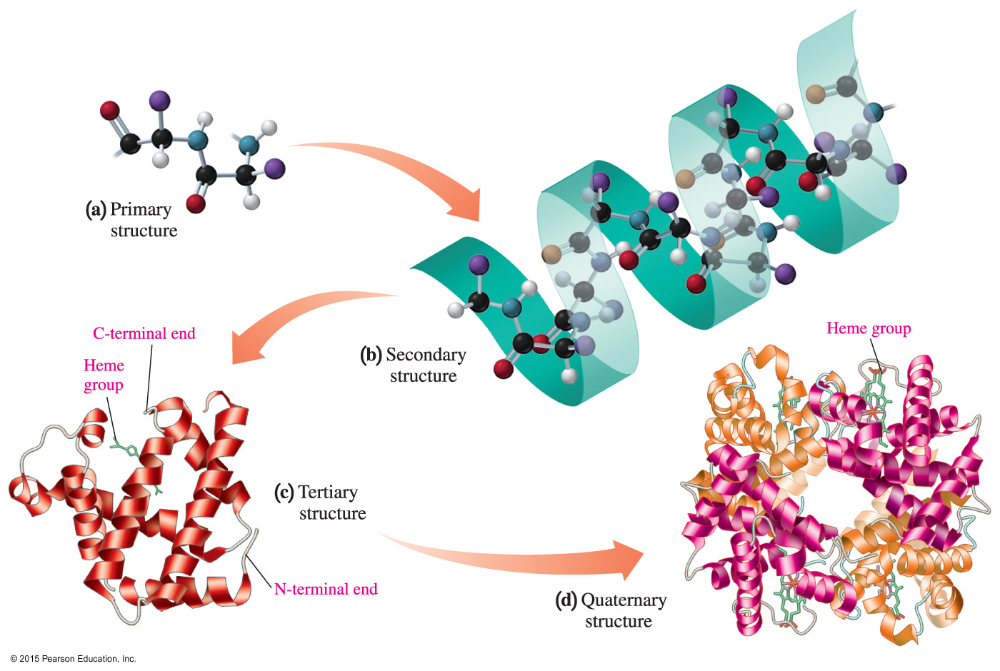 (a) Primary
structure
C-terminal end
Heme
group
(b) Secondary
structure
Heme group
(c) Tertiary
structure
N-terminal end
(d) Quaternary
structure
© 2015 Pearson Education, Inc.